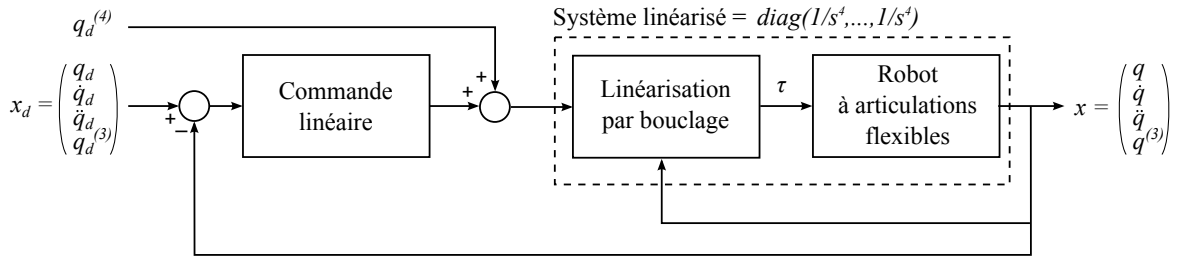 Système linéarisé = diag(1/s⁴,...,1/s⁴)
q_d⁽⁴⁾
x_d =
q_d
q̇_d
q̈_d
q_d⁽³⁾
+
−
Commande
linéaire
+
+
Linéarisation
par bouclage
τ
Robot
à articulations
flexibles
x =
q
q̇
q̈
q⁽³⁾